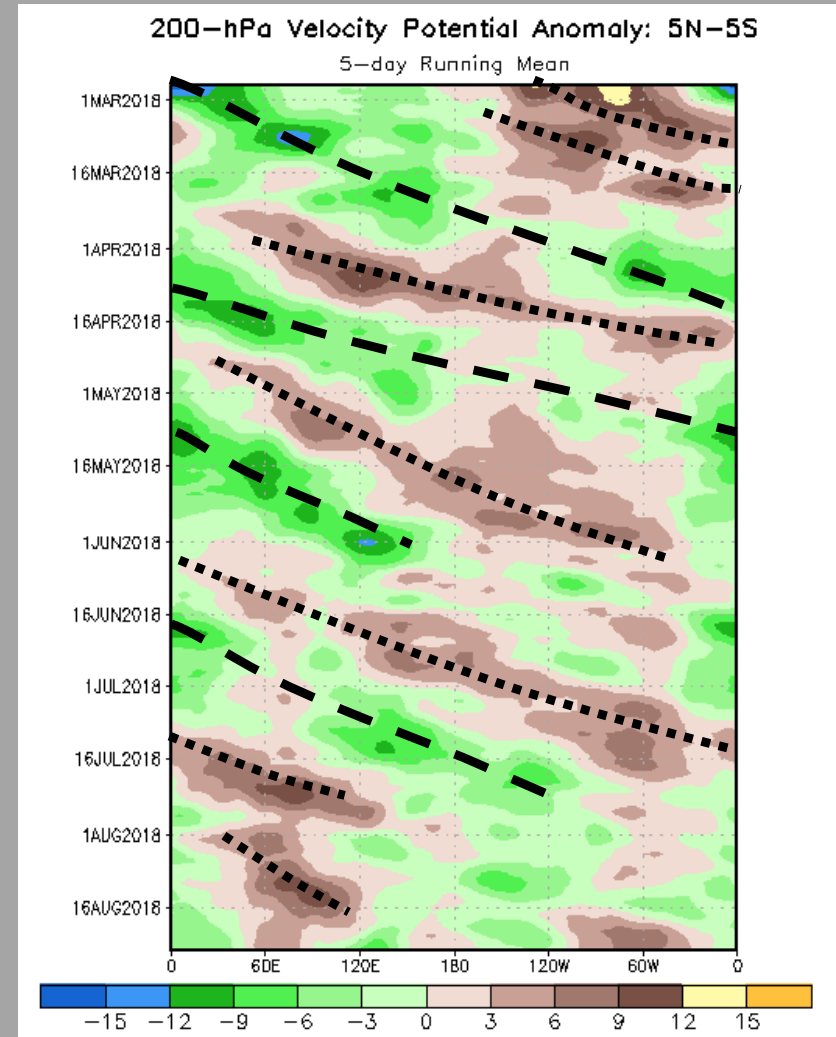 200-hPa Velocity Potential Anomaly: 5N-5S
5-day Running Mean
1MAR2018
16MAR2018
1APR2018
16APR2018
1MAY2018
16MAY2018
1JUN2018
16JUN2018
1JUL2018
16JUL2018
1AUG2018
16AUG2018
0 60E 120E 180 120W 60W 0
-15 -12 -9 -6 -3 0 3 6 9 12 15